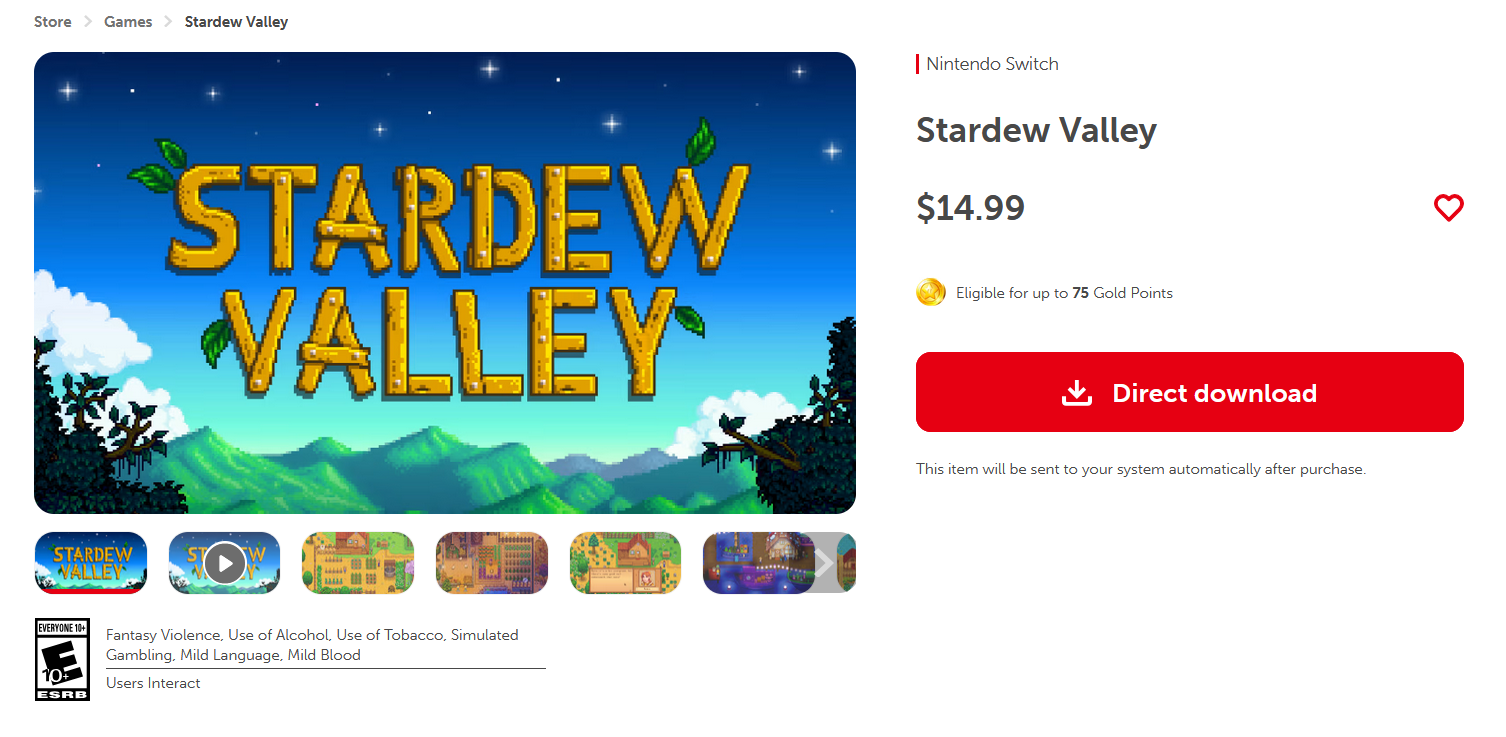 Store > Games > Stardew Valley
Nintendo Switch
STARDEW
VALLEY
Stardew Valley
$14.99
Eligible for up to 75 Gold Points
Direct download
This item will be sent to your system automatically after purchase.
STARDEW
VALLEY
EVERYONE 10+
E
10+
ESRB
Fantasy Violence, Use of Alcohol, Use of Tobacco, Simulated
Gambling, Mild Language, Mild Blood
Users Interact